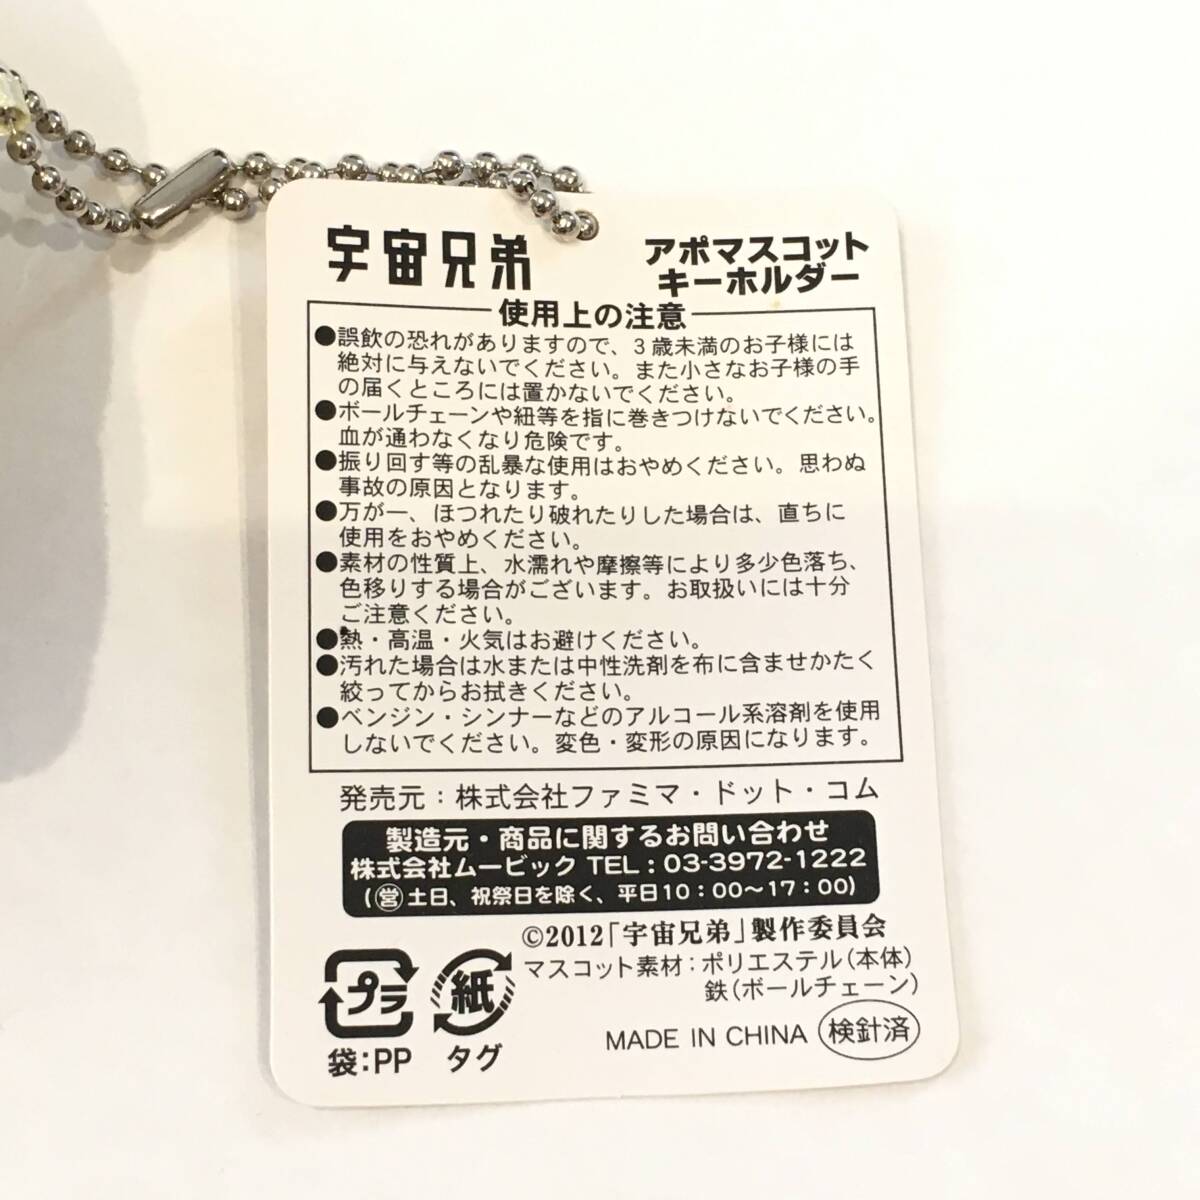 宇宙兄弟
アポマスコット
キーホルダー
使用上の注意
●誤飲の恐れがありますので、3歳未満のお子様には
絶対に与えないでください。また小さなお子様の手
の届くところには置かないでください。
●ボールチェーンや紐等を指に巻きつけないでください。
血が通わなくなり危険です。
●振り回す等の乱暴な使用はおやめください。思わぬ
事故の原因となります。
●万が一、ほつれたり破れたりした場合は、直ちに
使用をおやめください。
●素材の性質上、水濡れや摩擦等により多少色落ち、
色移りする場合がございます。お取扱いには十分
ご注意ください。
●熱・高温・火気はお避けください。
●汚れた場合は水または中性洗剤を布に含ませかたく
絞ってからお拭きください。
●ベンジン・シンナーなどのアルコール系溶剤を使用
しないでください。変色・変形の原因になります。
発売元：株式会社ファミマ・ドット・コム
製造元・商品に関するお問い合わせ
株式会社ムービック TEL：03-3972-1222
(営 土日、祝祭日を除く、平日10：00～17：00)
©2012「宇宙兄弟」製作委員会
マスコット素材：ポリエステル(本体)
鉄(ボールチェーン)
プラ
紙
袋：PP
タグ
MADE IN CHINA
検針済